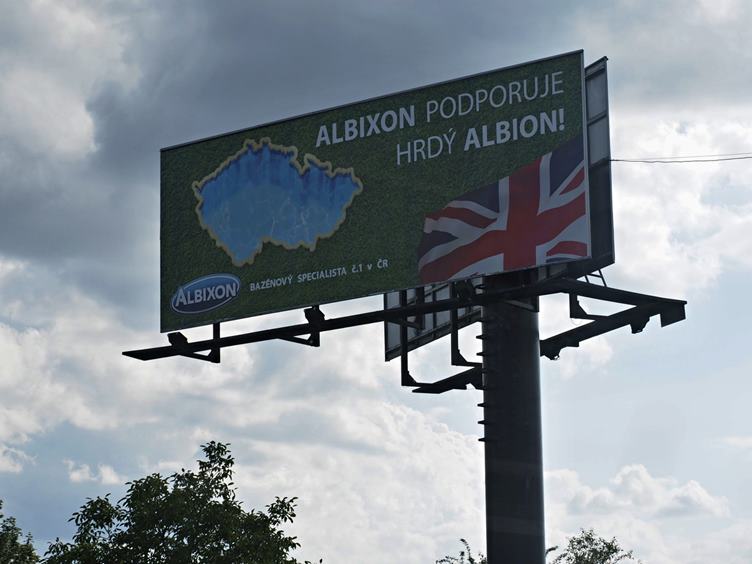 ALBIXON PODPORUJE
HRDÝ ALBION!
ALBIXON
BAZÉNOVÝ SPECIALISTA č.1 v ČR